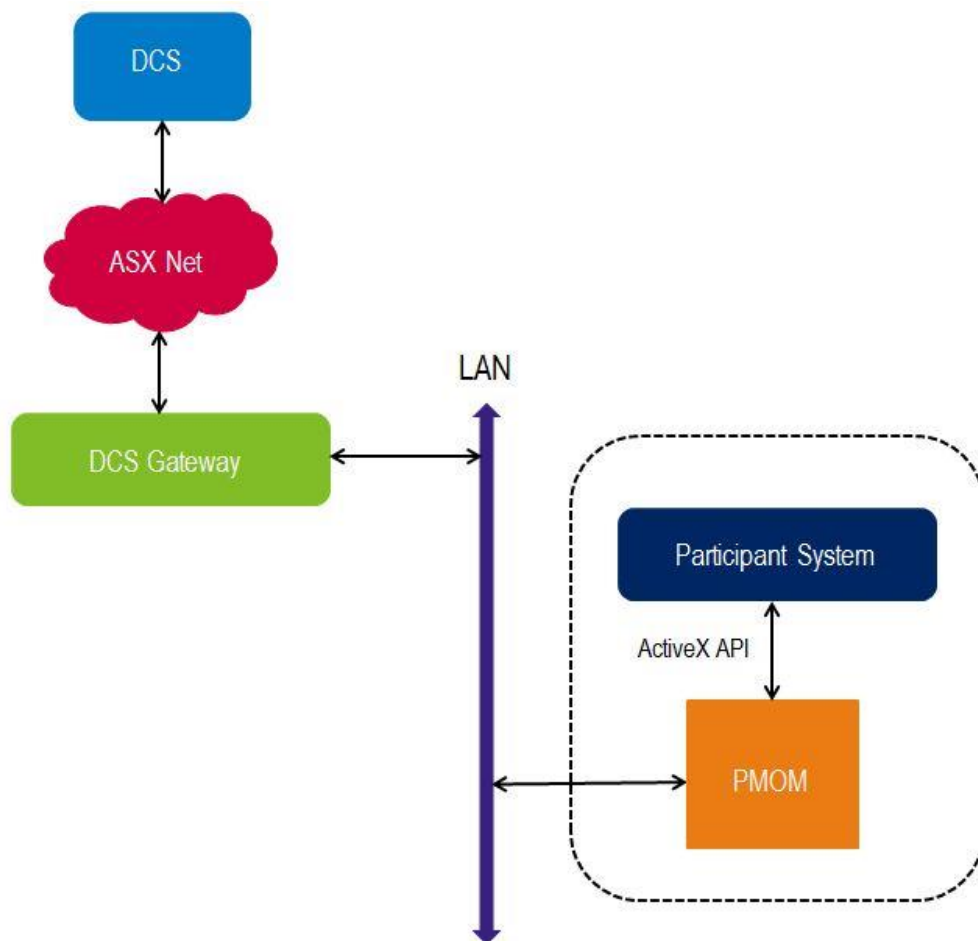 DCS
ASX Net
LAN
DCS Gateway
Participant System
ActiveX API
PMOM